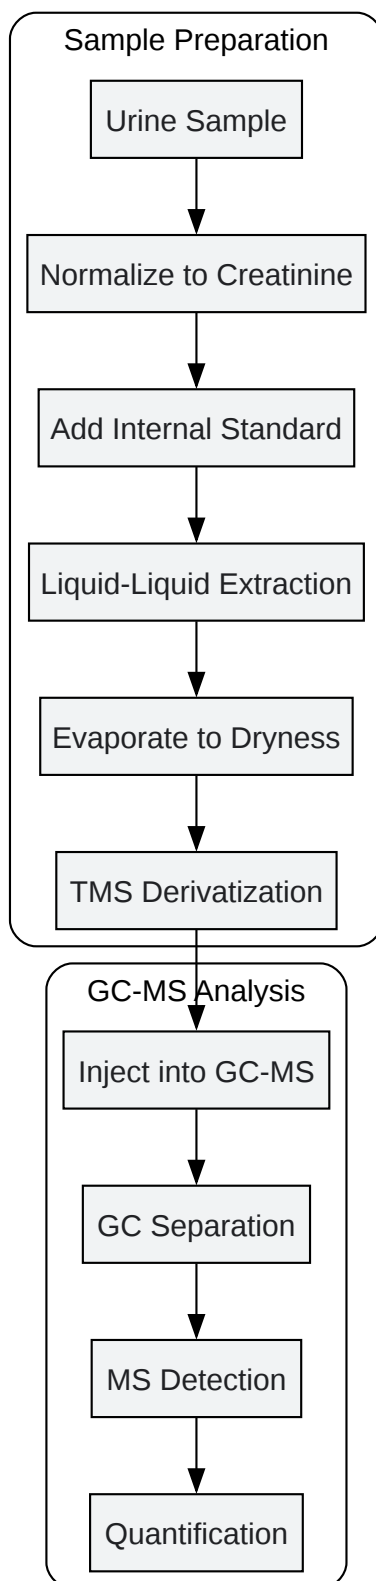 Sample Preparation
Urine Sample
Normalize to Creatinine
Add Internal Standard
Liquid-Liquid Extraction
Evaporate to Dryness
TMS Derivatization
GC-MS Analysis
Inject into GC-MS
GC Separation
MS Detection
Quantification